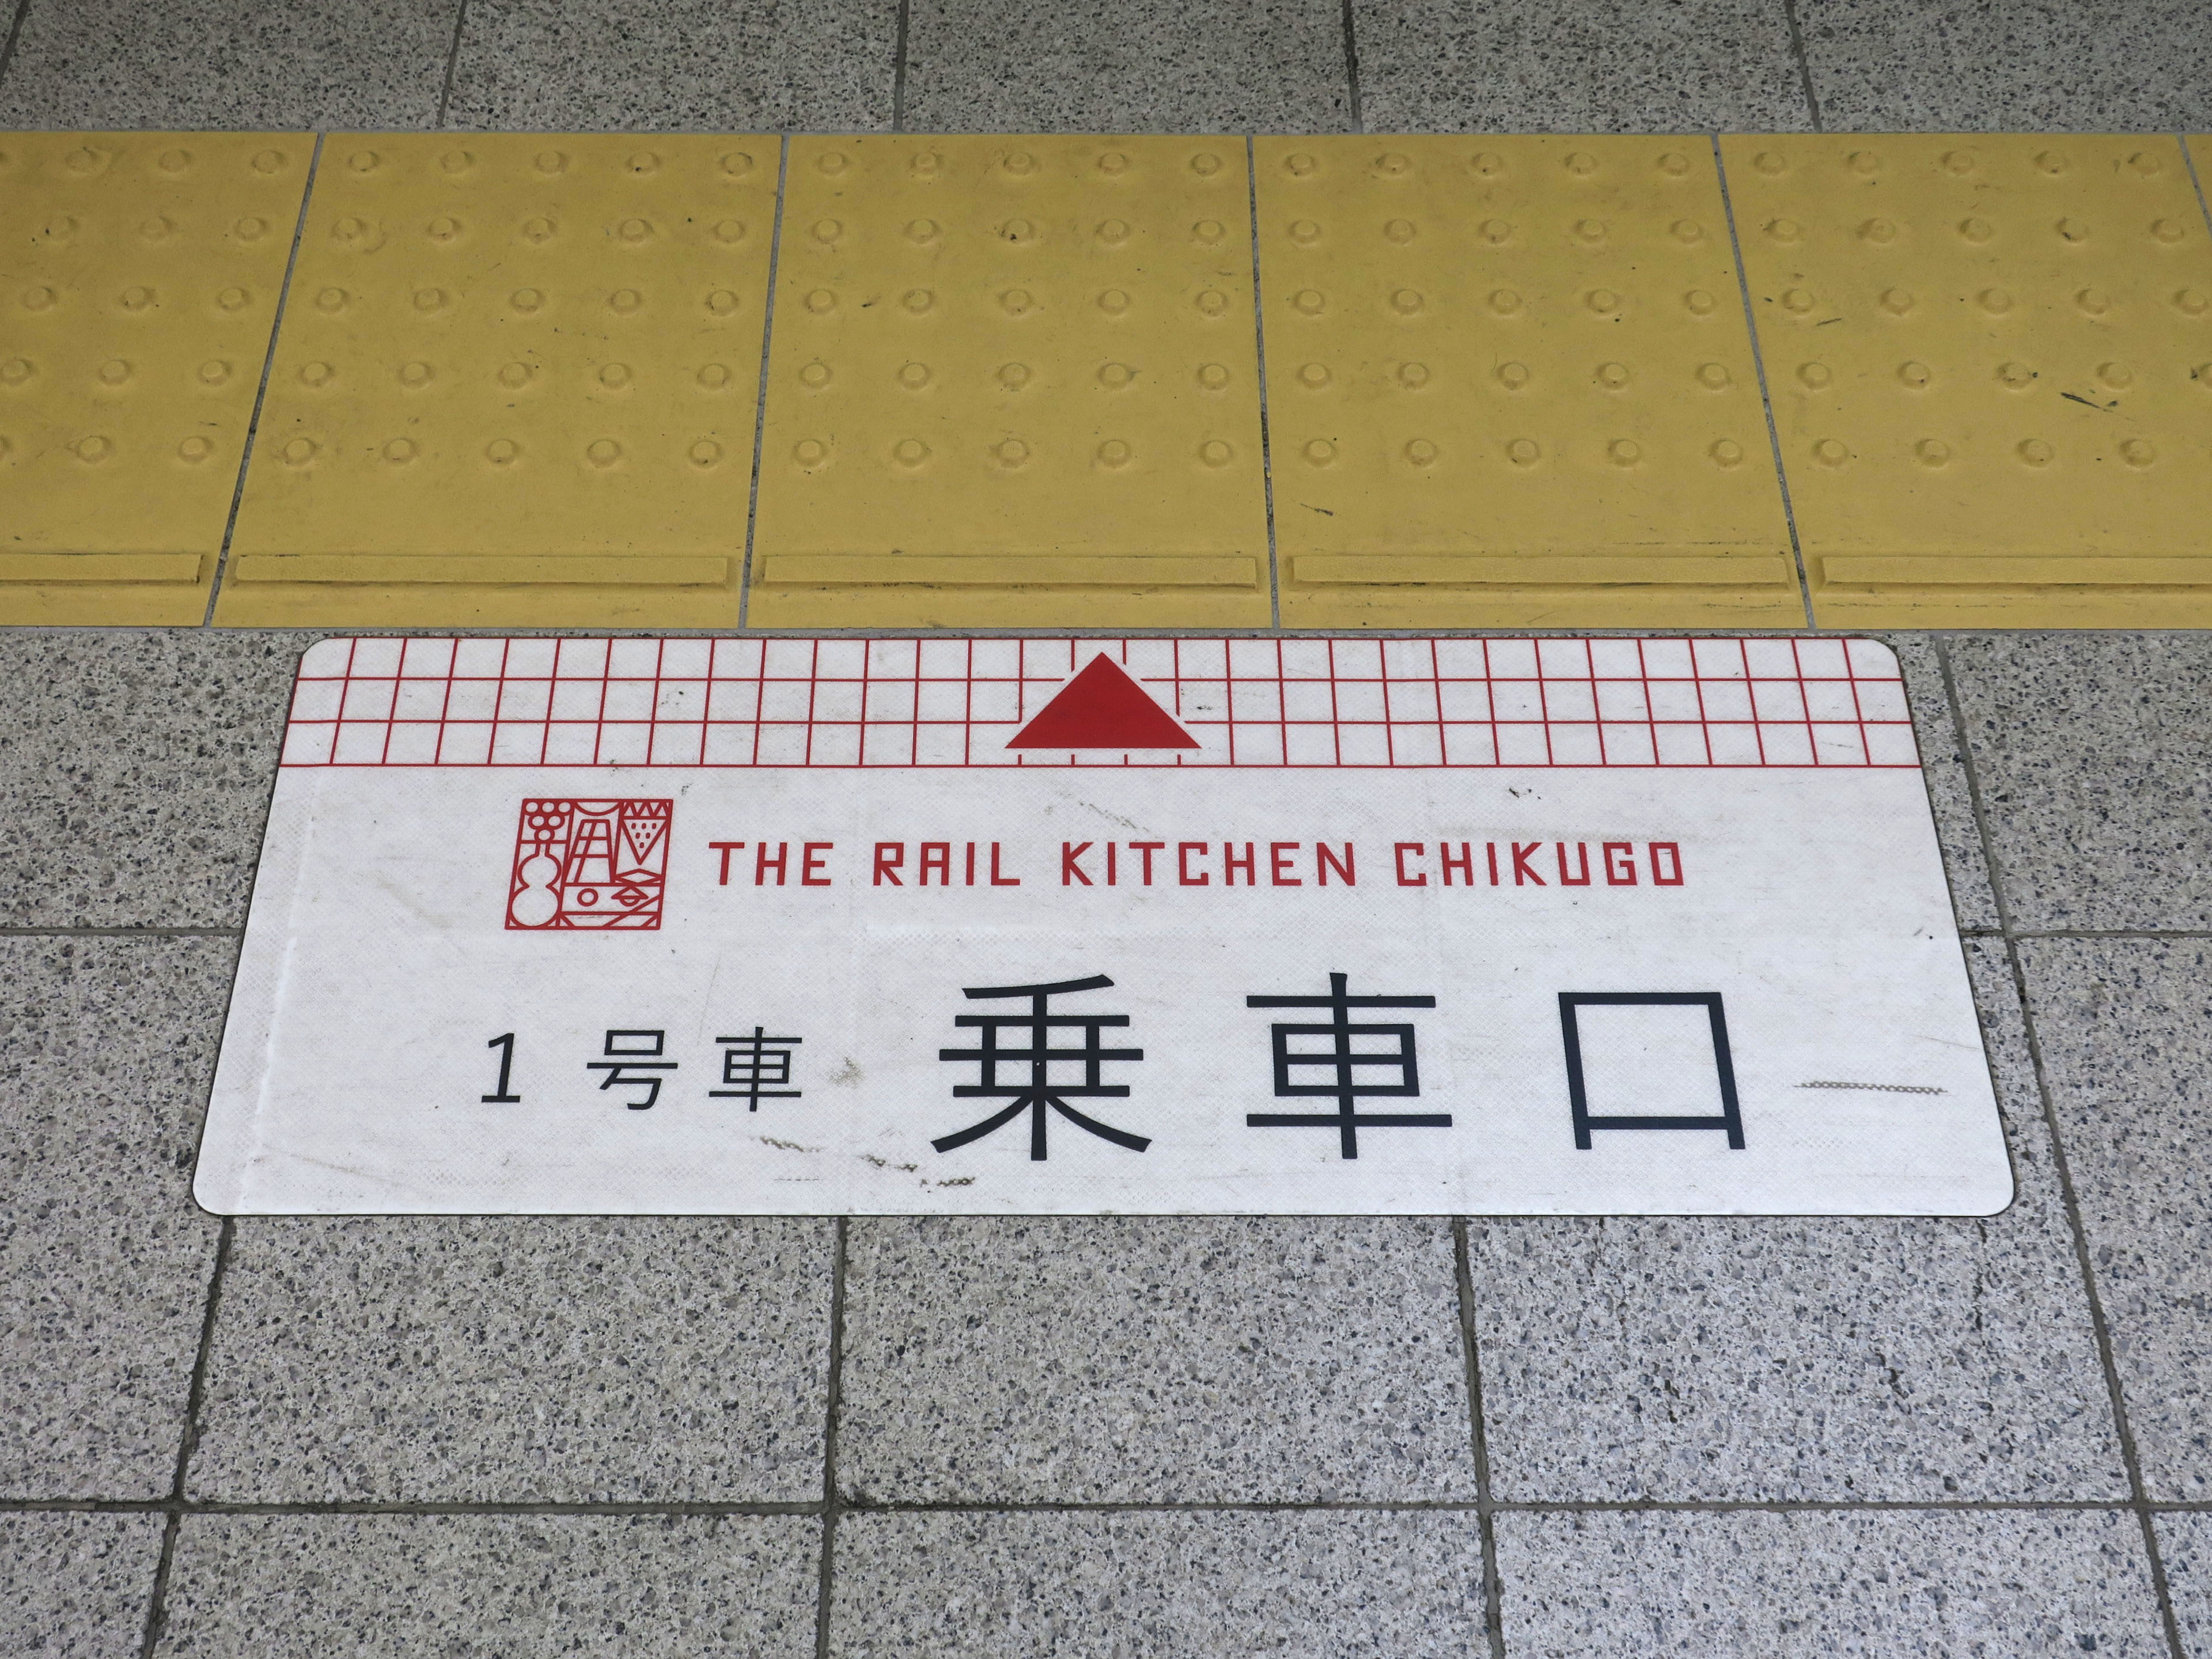 THE RAIL KITCHEN CHIKUGO
1号車 乗車口